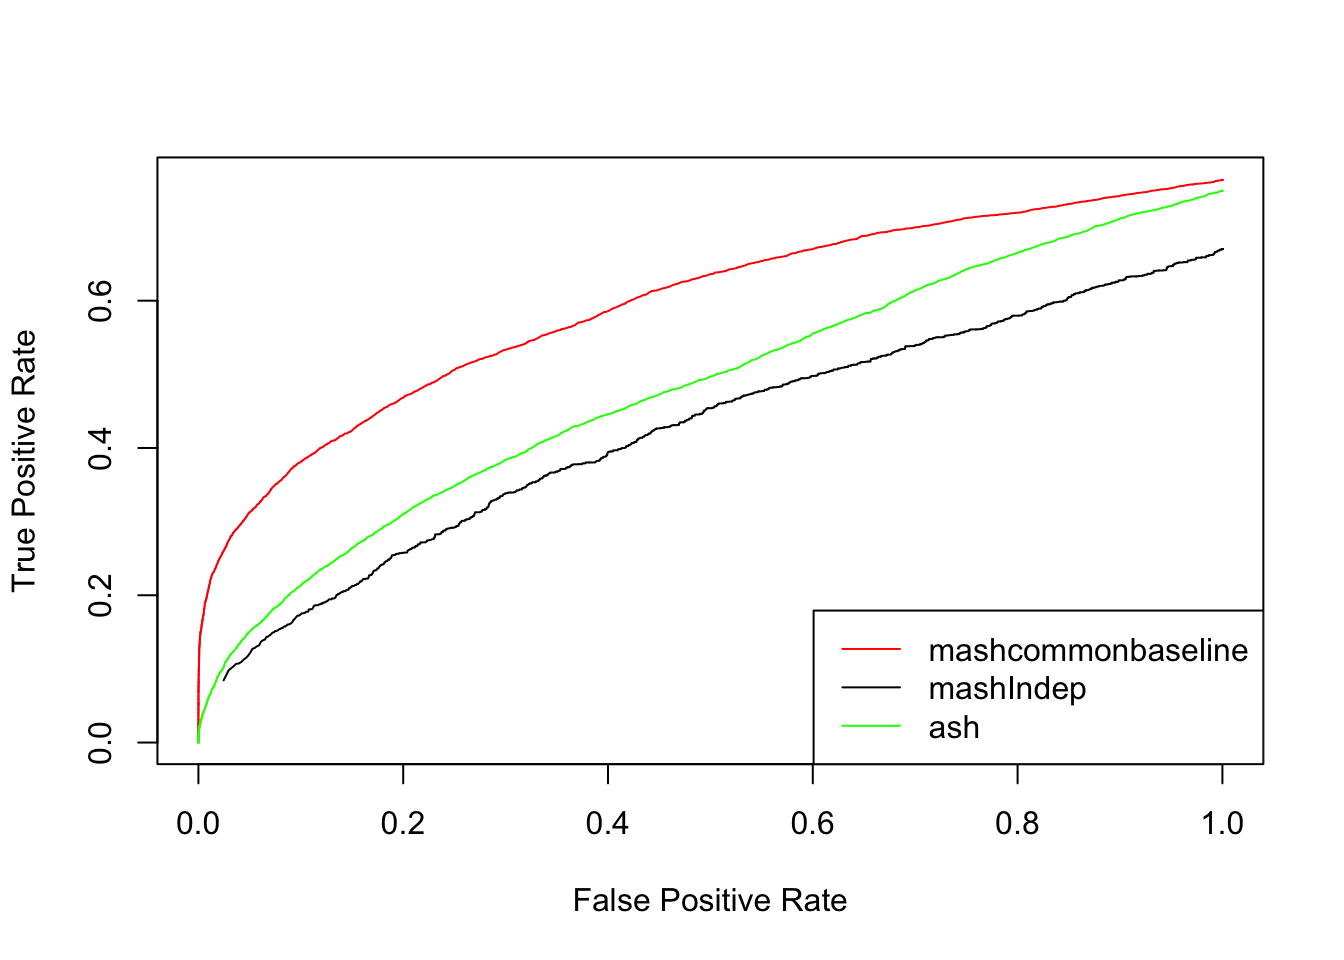 True Positive Rate
0.6
0.4
0.2
0.0
mashcommonbaseline
mashIndep
ash
0.0 0.2 0.4 0.6 0.8 1.0
False Positive Rate